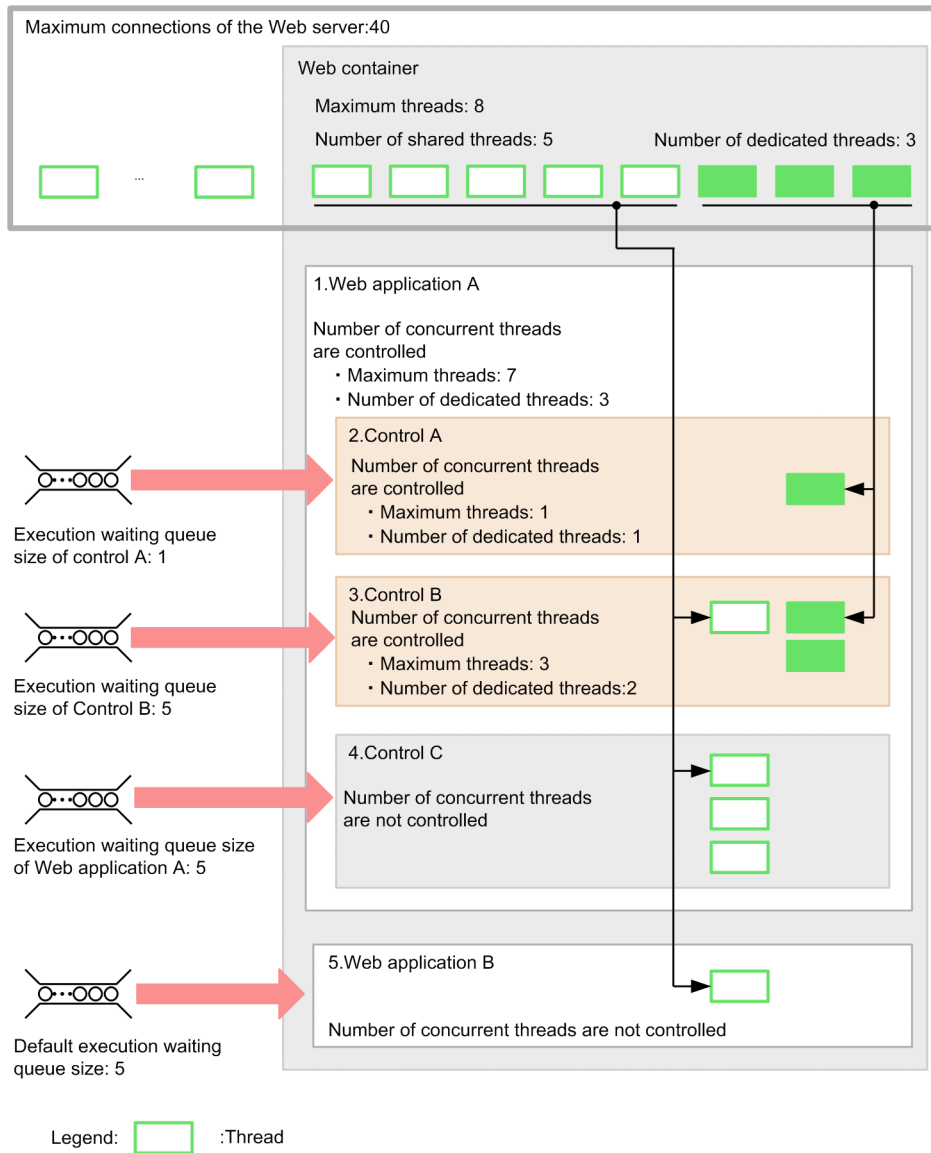 Maximum connections of the Web server:40
Web container
Maximum threads: 8
Number of shared threads: 5
Number of dedicated threads: 3
...
1.Web application A
Number of concurrent threads
are controlled
・Maximum threads: 7
・Number of dedicated threads: 3
2.Control A
Number of concurrent threads
are controlled
・Maximum threads: 1
・Number of dedicated threads: 1
Execution waiting queue
size of control A: 1
3.Control B
Number of concurrent threads
are controlled
・Maximum threads: 3
・Number of dedicated threads:2
Execution waiting queue
size of Control B: 5
4.Control C
Number of concurrent threads
are not controlled
Execution waiting queue size
of Web application A: 5
5.Web application B
Number of concurrent threads are not controlled
Default execution waiting
queue size: 5
Legend: :Thread